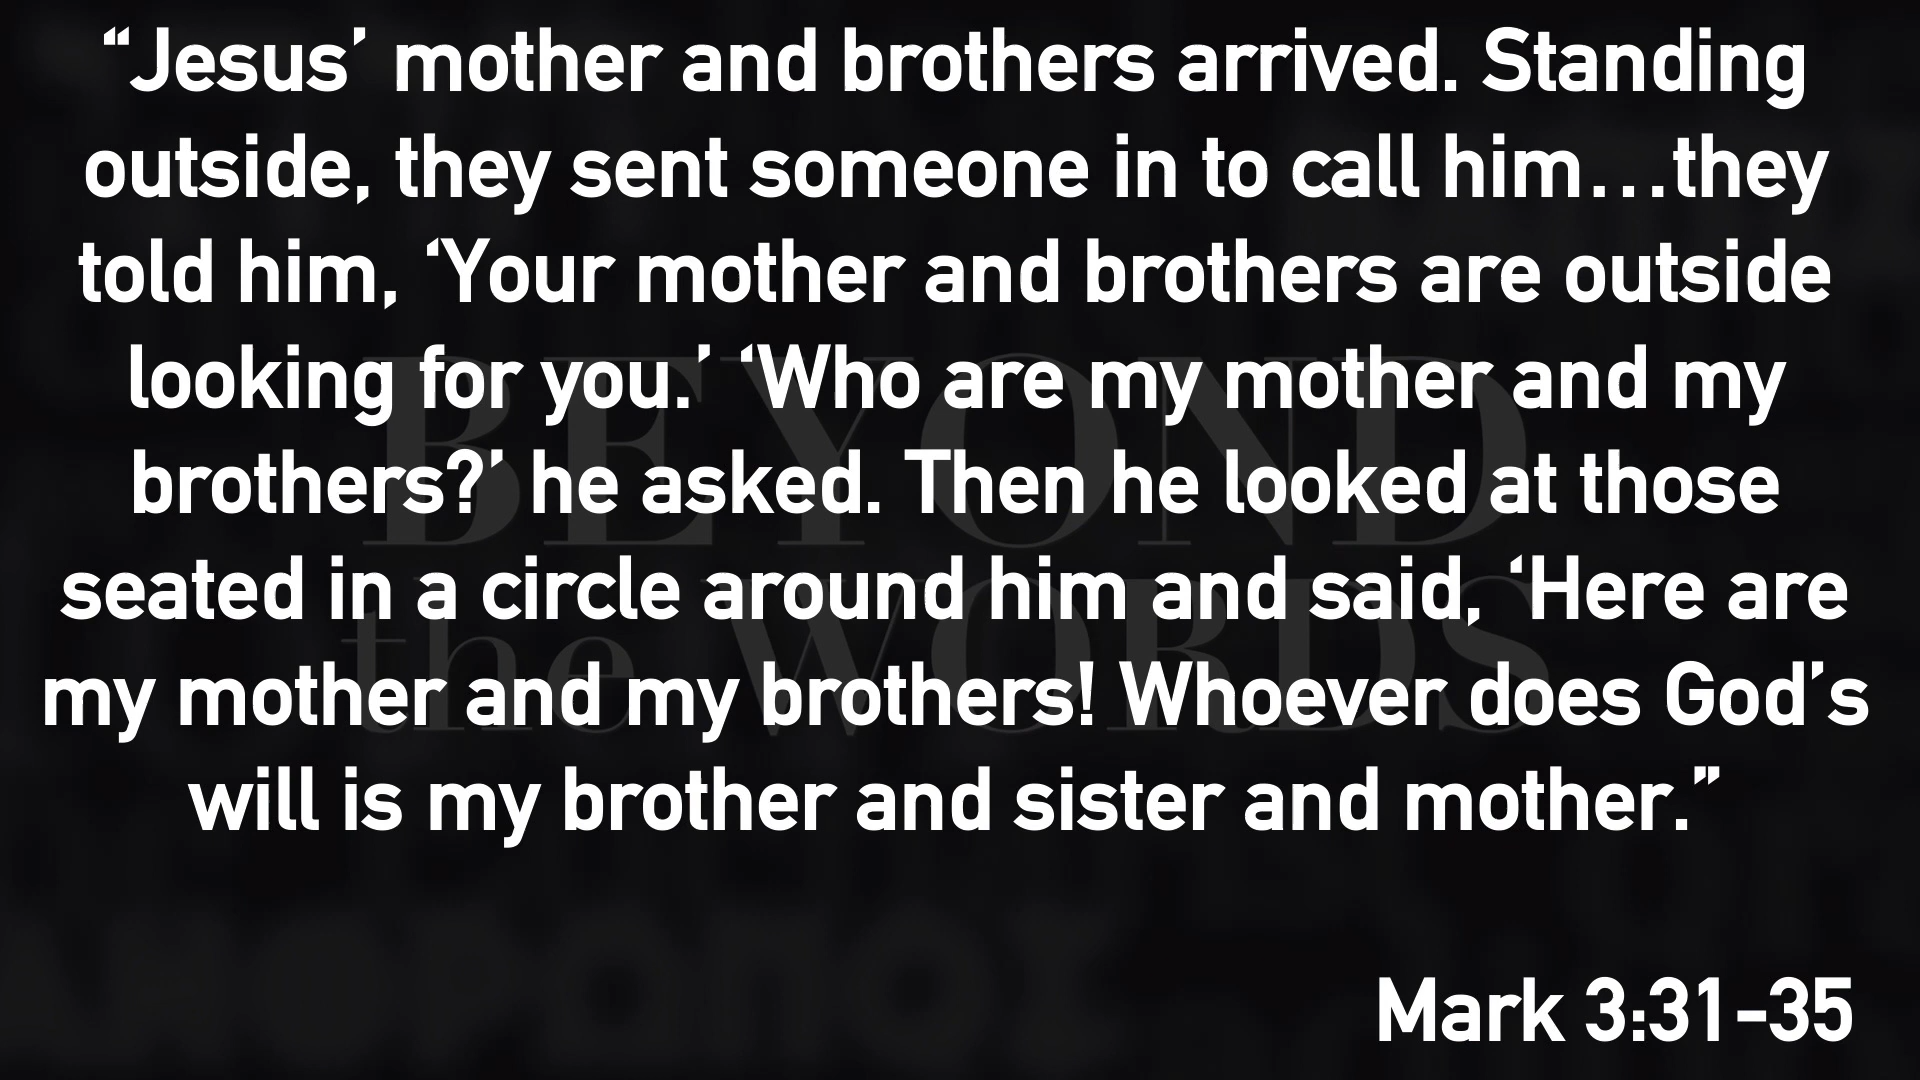 “Jesus’ mother and brothers arrived. Standing
outside, they sent someone in to call him…they
told him, ‘Your mother and brothers are outside
looking for you.’ ‘Who are my mother and my
brothers?’ he asked. Then he looked at those
seated in a circle around him and said, ‘Here are
my mother and my brothers! Whoever does God’s
will is my brother and sister and mother.”
BEYOND
the WORDS
Mark 3:31-35